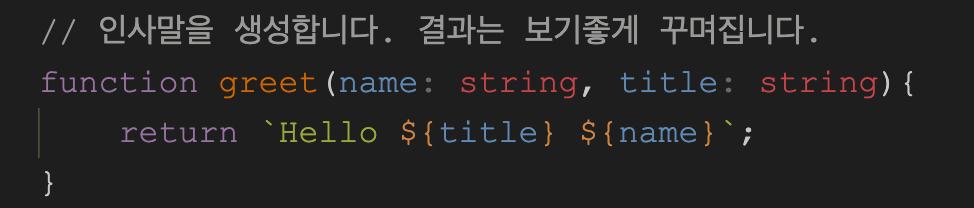 // 인사말을 생성합니다. 결과는 보기좋게 꾸며집니다.
function greet(name: string, title: string){
    return `Hello ${title} ${name}`;
}